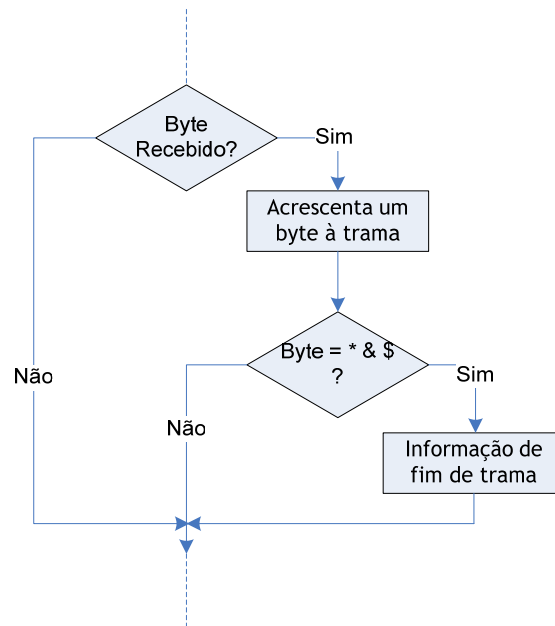 Byte
Recebido?
Sim
Acrescenta um
byte à trama
Byte = * & $
?
Não
Sim
Não
Informação de
fim de trama